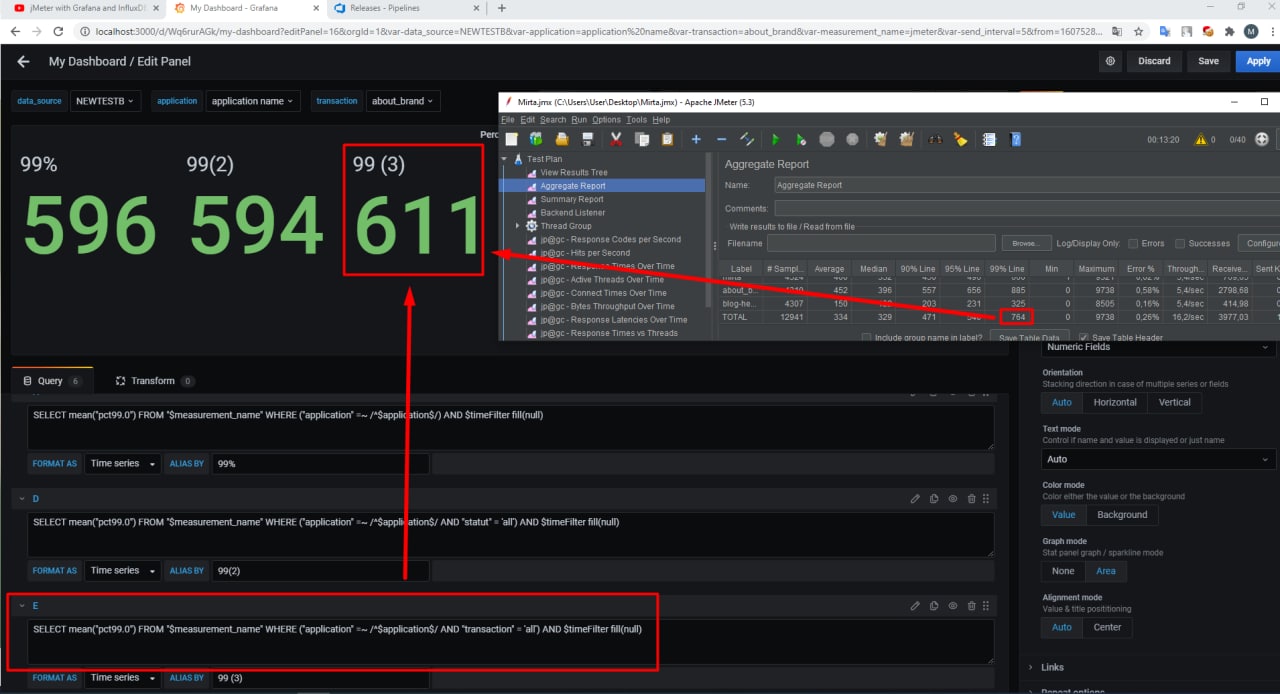 jMeter with Grafana and InfluxDB
My Dashboard - Grafana
Releases - Pipelines
localhost:3000/d/Wq6rurAGk/my-dashboard?editPanel=16&orgId=1&var-data_source=NEWTESTB&var-application=application%20name&var-transaction=about_brand&var-measurement_name=jmeter&var-send_interval=5&from=1607528...
M
My Dashboard / Edit Panel
Discard
Save
Apply
data_source
NEWTESTB
application
application name
transaction
about_brand
Perc
99%
99(2)
99 (3)
596
594
611
Mirta.jmx (C:\Users\User\Desktop\Mirta.jmx) - Apache JMeter (5.3)
File Edit Search Run Options Tools Help
00:13:20
0
0/40
Test Plan
View Results Tree
Aggregate Report
Summary Report
Backend Listener
Thread Group
jp@gc - Response Codes per Second
jp@gc - Hits per Second
jp@gc - Response Times Over Time
jp@gc - Active Threads Over Time
jp@gc - Connect Times Over Time
jp@gc - Bytes Throughput Over Time
jp@gc - Response Latencies Over Time
jp@gc - Response Times vs Threads
Aggregate Report
Name: Aggregate Report
Comments:
Write results to file / Read from file
Filename
Browse...
Log/Display Only:
Errors
Successes
Configure
Label # Sampl... Average Median 90% Line 95% Line 99% Line Min Maximum Error % Through... Receive... Sent K
about_b... 452 396 557 656 885 0 9738 0,58% 5,4/sec 2798,68
blog-he... 4307 150 203 231 325 0 8505 0,16% 5,4/sec 414,98
TOTAL 12941 334 329 471 764 0 9738 0,26% 16,2/sec 3977,03
Include group name in label?
Save Table Data
Save Table Header
Query 6
Transform 0
SELECT mean("pct99.0") FROM "$measurement_name" WHERE ("application" =~ /^$application$/) AND $timeFilter fill(null)
FORMAT AS Time series ALIAS BY 99%
D
SELECT mean("pct99.0") FROM "$measurement_name" WHERE ("application" =~ /^$application$/ AND "statut" = 'all') AND $timeFilter fill(null)
FORMAT AS Time series ALIAS BY 99(2)
E
SELECT mean("pct99.0") FROM "$measurement_name" WHERE ("application" =~ /^$application$/ AND "transaction" = 'all') AND $timeFilter fill(null)
FORMAT AS Time series ALIAS BY 99 (3)
Numeric Fields
Orientation
Stacking direction in case of multiple series or fields
Auto Horizontal Vertical
Text mode
Control if name and value is displayed or just name
Auto
Color mode
Color either the value or the background
Value Background
Graph mode
Stat panel graph / sparkline mode
None Area
Alignment mode
Value & title posititioning
Auto Center
Links
Repeat options